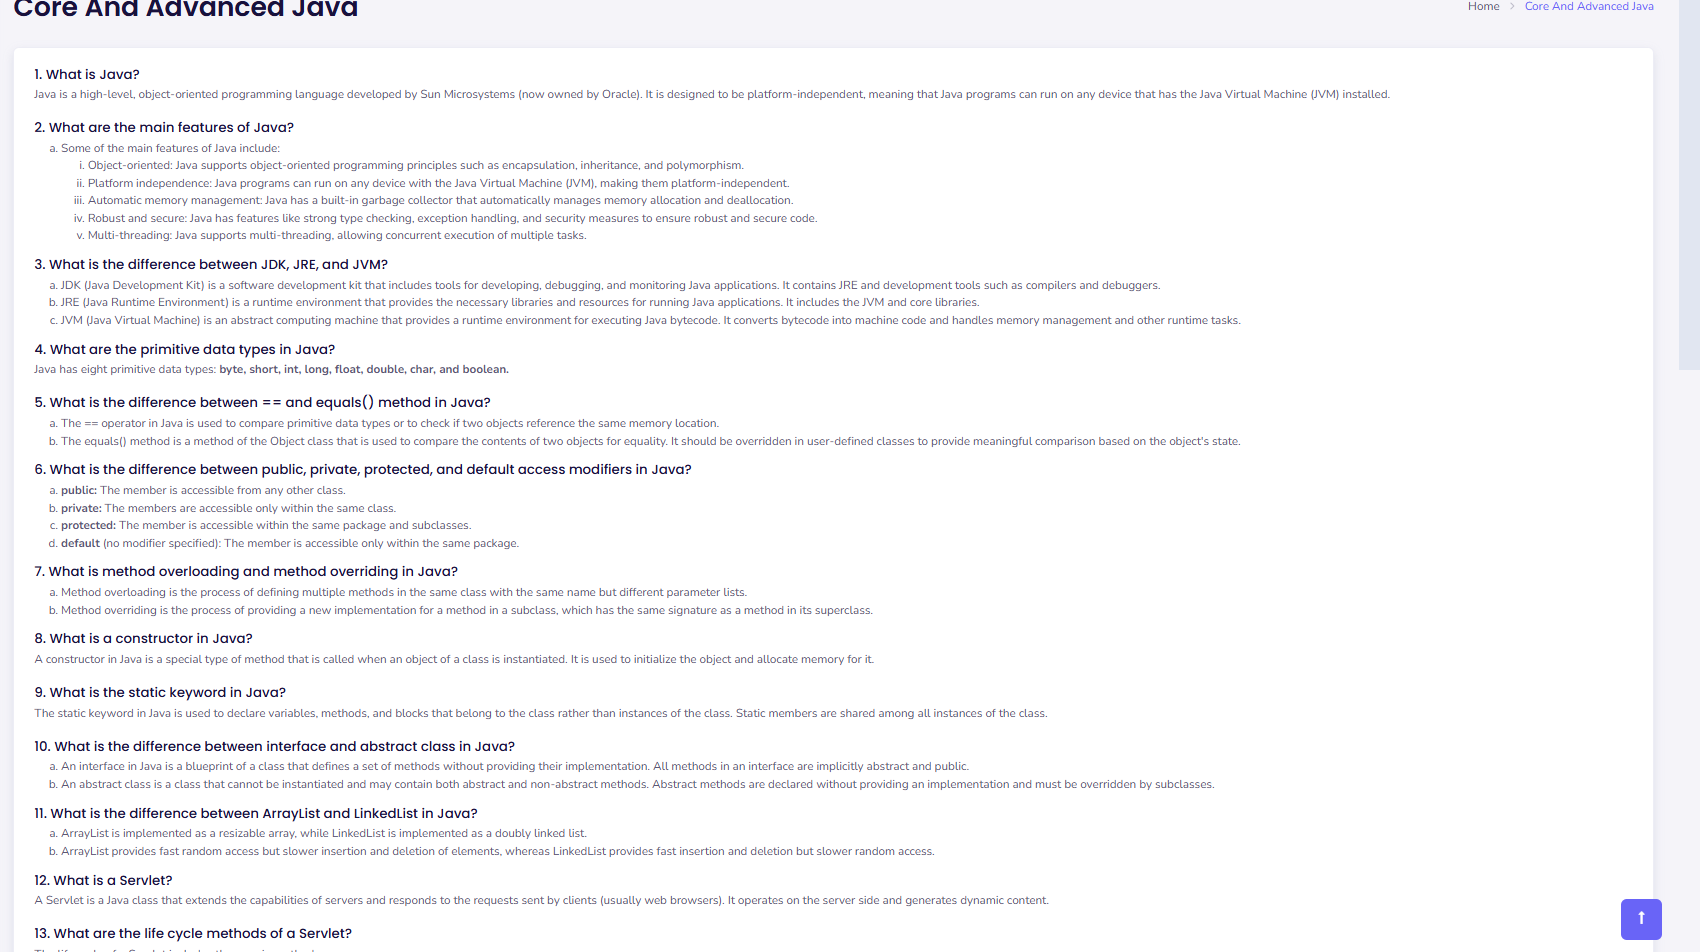 Core And Advanced Java
Home > Core And Advanced Java
1. What is Java?
Java is a high-level, object-oriented programming language developed by Sun Microsystems (now owned by Oracle). It is designed to be platform-independent, meaning that Java programs can run on any device that has the Java Virtual Machine (JVM) installed.
2. What are the main features of Java?
a. Some of the main features of Java include:
i. Object-oriented: Java supports object-oriented programming principles such as encapsulation, inheritance, and polymorphism.
ii. Platform independence: Java programs can run on any device with the Java Virtual Machine (JVM), making them platform-independent.
iii. Automatic memory management: Java has a built-in garbage collector that automatically manages memory allocation and deallocation.
iv. Robust and secure: Java has features like strong type checking, exception handling, and security measures to ensure robust and secure code.
v. Multi-threading: Java supports multi-threading, allowing concurrent execution of multiple tasks.
3. What is the difference between JDK, JRE, and JVM?
a. JDK (Java Development Kit) is a software development kit that includes tools for developing, debugging, and monitoring Java applications. It contains JRE and development tools such as compilers and debuggers.
b. JRE (Java Runtime Environment) is a runtime environment that provides the necessary libraries and resources for running Java applications. It includes the JVM and core libraries.
c. JVM (Java Virtual Machine) is an abstract computing machine that provides a runtime environment for executing Java bytecode. It converts bytecode into machine code and handles memory management and other runtime tasks.
4. What are the primitive data types in Java?
Java has eight primitive data types: byte, short, int, long, float, double, char, and boolean.
5. What is the difference between == and equals() method in Java?
a. The == operator in Java is used to compare primitive data types or to check if two objects reference the same memory location.
b. The equals() method is a method of the Object class that is used to compare the contents of two objects for equality. It should be overridden in user-defined classes to provide meaningful comparison based on the object's state.
6. What is the difference between public, private, protected, and default access modifiers in Java?
a. public: The member is accessible from any other class.
b. private: The members are accessible only within the same class.
c. protected: The member is accessible within the same package and subclasses.
d. default (no modifier specified): The member is accessible only within the same package.
7. What is method overloading and method overriding in Java?
a. Method overloading is the process of defining multiple methods in the same class with the same name but different parameter lists.
b. Method overriding is the process of providing a new implementation for a method in a subclass, which has the same signature as a method in its superclass.
8. What is a constructor in Java?
A constructor in Java is a special type of method that is called when an object of a class is instantiated. It is used to initialize the object and allocate memory for it.
9. What is the static keyword in Java?
The static keyword in Java is used to declare variables, methods, and blocks that belong to the class rather than instances of the class. Static members are shared among all instances of the class.
10. What is the difference between interface and abstract class in Java?
a. An interface in Java is a blueprint of a class that defines a set of methods without providing their implementation. All methods in an interface are implicitly abstract and public.
b. An abstract class is a class that cannot be instantiated and may contain both abstract and non-abstract methods. Abstract methods are declared without providing an implementation and must be overridden by subclasses.
11. What is the difference between ArrayList and LinkedList in Java?
a. ArrayList is implemented as a resizable array, while LinkedList is implemented as a doubly linked list.
b. ArrayList provides fast random access but slower insertion and deletion of elements, whereas LinkedList provides fast insertion and deletion but slower random access.
12. What is a Servlet?
A Servlet is a Java class that extends the capabilities of servers and responds to the requests sent by clients (usually web browsers). It operates on the server side and generates dynamic content.
13. What are the life cycle methods of a Servlet?